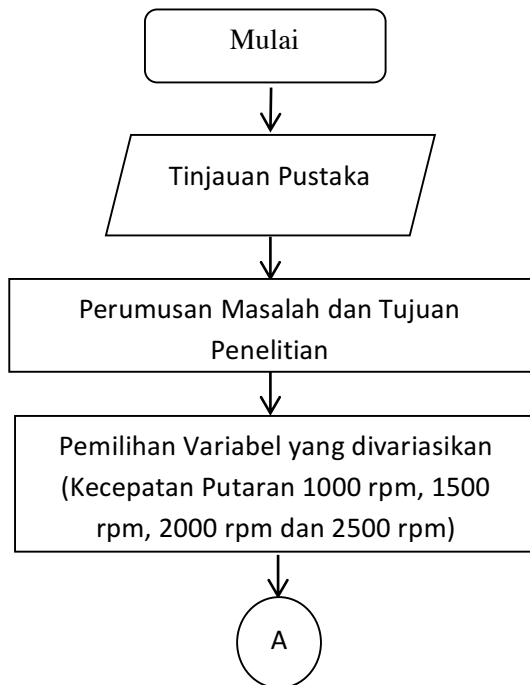 Mulai
Tinjauan Pustaka
Perumusan Masalah dan Tujuan
Penelitian
Pemilihan Variabel yang divariasikan
(Kecepatan Putaran 1000 rpm, 1500
rpm, 2000 rpm dan 2500 rpm)
A